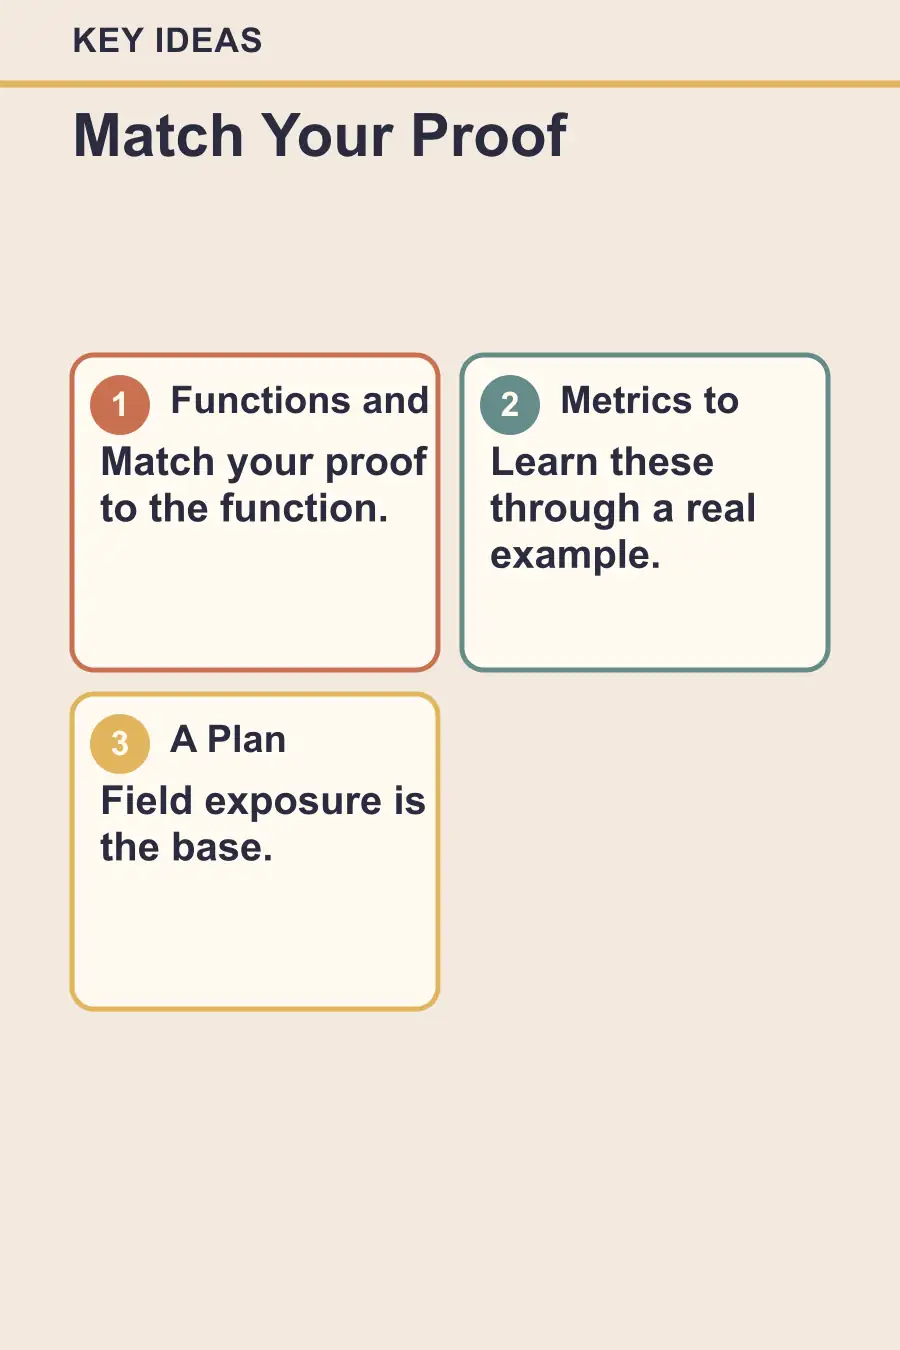 KEY IDEAS
Match Your Proof
1
Functions and
Match your proof
to the function.
2
Metrics to
Learn these
through a real
example.
3
A Plan
Field exposure is
the base.